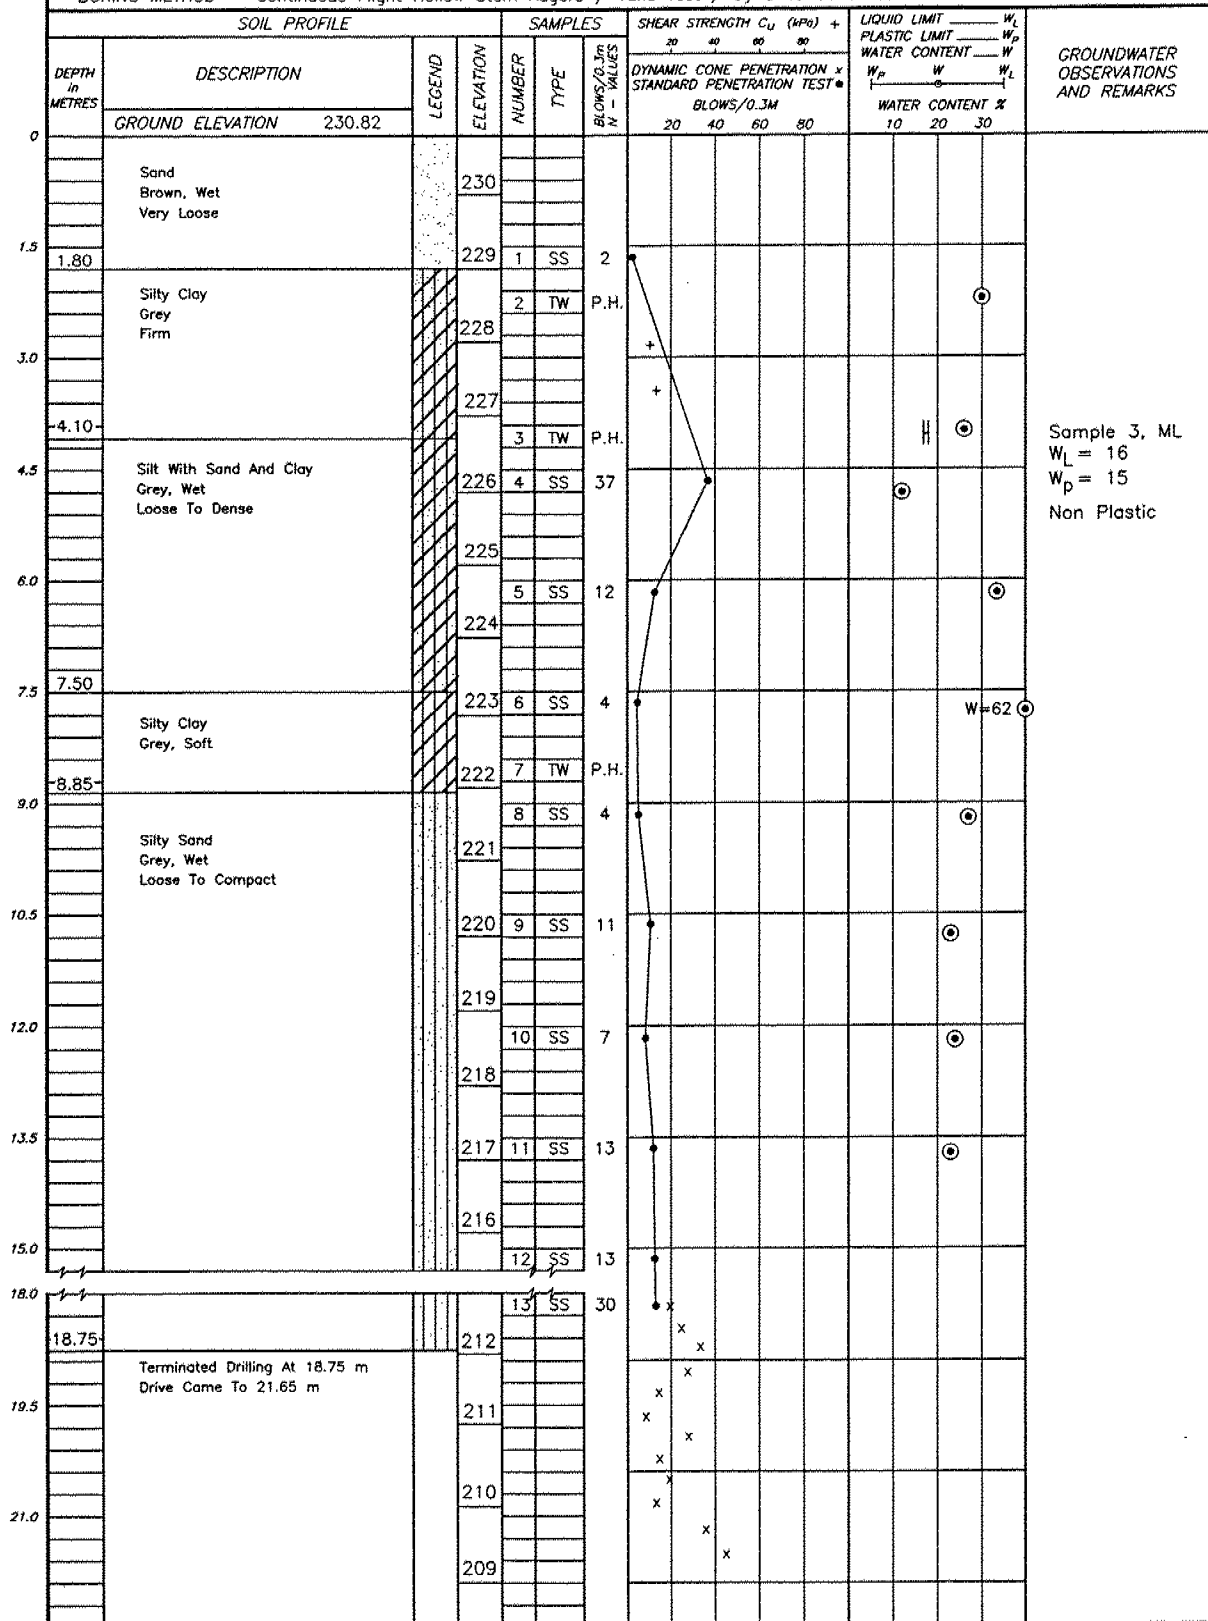 SOIL PROFILE
SAMPLES
SHEAR STRENGTH Cu (kPa) +
20 40 60 80
LIQUID LIMIT WL
PLASTIC LIMIT Wp
WATER CONTENT W
GROUNDWATER
OBSERVATIONS
AND REMARKS
DEPTH
in
METRES
DESCRIPTION
LEGEND
ELEVATION
NUMBER
TYPE
BLOWS/0.3m
N - VALUES
DYNAMIC CONE PENETRATION x
STANDARD PENETRATION TEST ●
BLOWS/0.3M
20 40 60 80
Wp W WL
WATER CONTENT %
10 20 30
GROUND ELEVATION 230.82
0
Sand
Brown, Wet
Very Loose
230
1.5
1.80
229 1 SS 2
Silty Clay
Grey
Firm
2 TW P.H.
228
3.0
227
4.10
3 TW P.H.
Sample 3, ML
WL = 16
Wp = 15
Non Plastic
4.5
Silt With Sand And Clay
Grey, Wet
Loose To Dense
226 4 SS 37
225
6.0
5 SS 12
224
7.50
7.5
223 6 SS 4
W=62
Silty Clay
Grey, Soft
222 7 TW P.H.
8.85
9.0
8 SS 4
Silty Sand
Grey, Wet
Loose To Compact
221
10.5
220 9 SS 11
219
12.0
10 SS 7
218
13.5
217 11 SS 13
216
15.0
12 SS 13
18.0
13 SS 30
18.75
212
Terminated Drilling At 18.75 m
Drive Came To 21.65 m
19.5
211
210
21.0
209